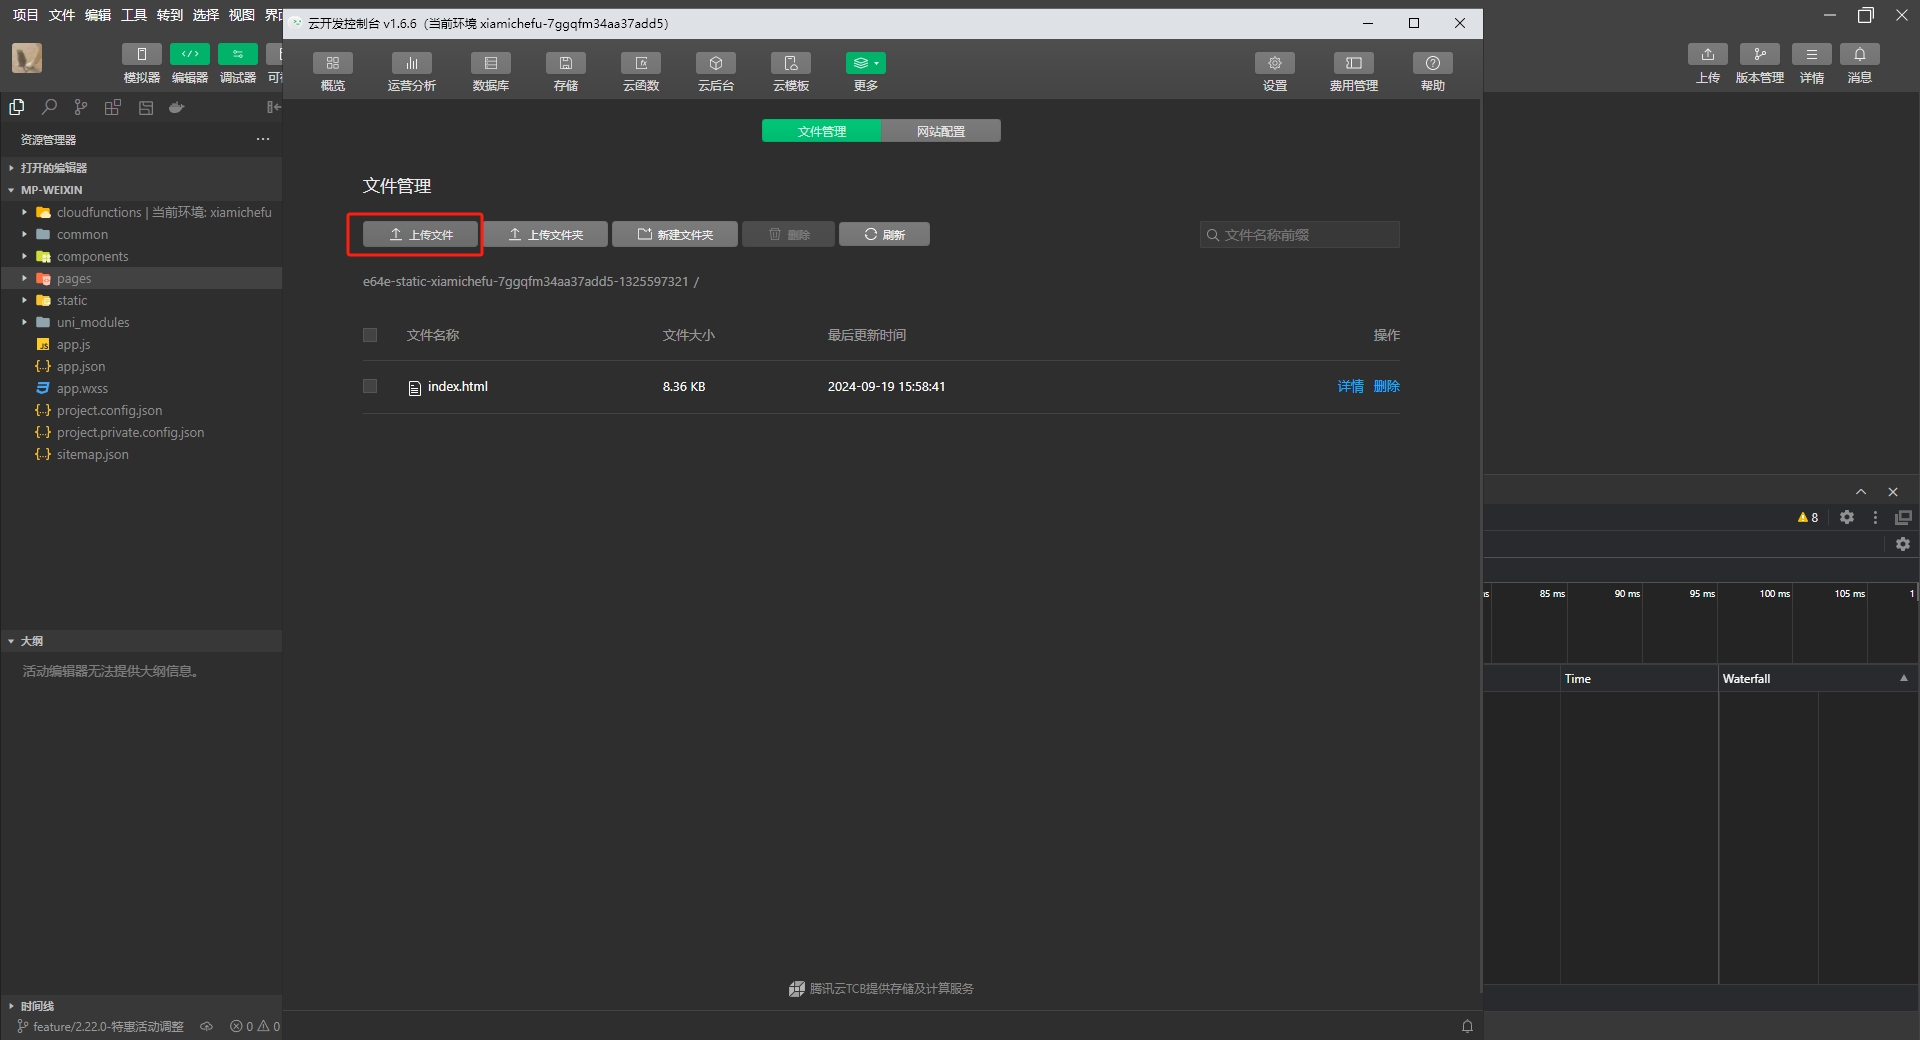 项目 文件 编辑 工具 转到 选择 视图
云开发控制台 v1.6.6（当前环境 xiamichefu-7ggqfm34aa37add5）
模拟器 编辑器 调试器
概览 运营分析 数据库 存储 云函数 云后台 云模板 更多 设置 费用管理 帮助
上传 版本管理 详情 消息
资源管理器
打开的编辑器
MP-WEIXIN
cloudfunctions | 当前环境: xiamichefu
common
components
pages
static
uni_modules
app.js
app.json
app.wxss
project.config.json
project.private.config.json
sitemap.json
大纲
活动编辑器无法提供大纲信息。
时间线
feature/2.22.0-特惠活动调整 0 0
文件管理 网站配置
文件管理
上传文件 上传文件夹 新建文件夹 删除 刷新 文件名称前缀
e64e-static-xiamichefu-7ggqfm34aa37add5-1325597321 /
文件名称 文件大小 最后更新时间 操作
index.html 8.36 KB 2024-09-19 15:58:41 详情 删除
腾讯云TCB提供存储及计算服务
8
85 ms 90 ms 95 ms 100 ms 105 ms
Time Waterfall